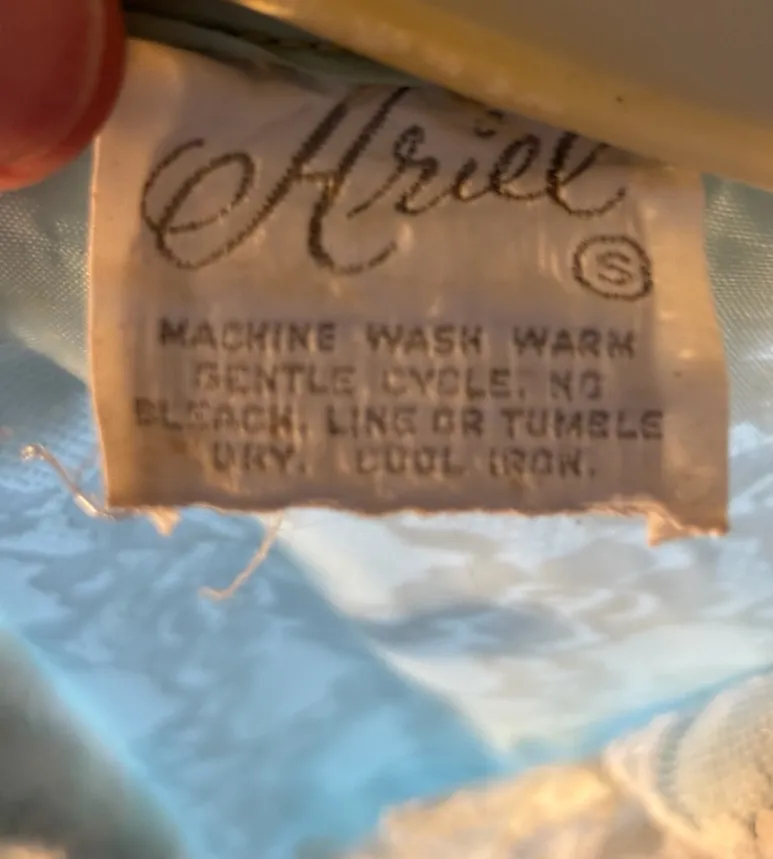 Ariel
S
MACHINE WASH WARM
GENTLE CYCLE. NO
BLEACH. LINE OR TUMBLE
DRY. COOL IRON.